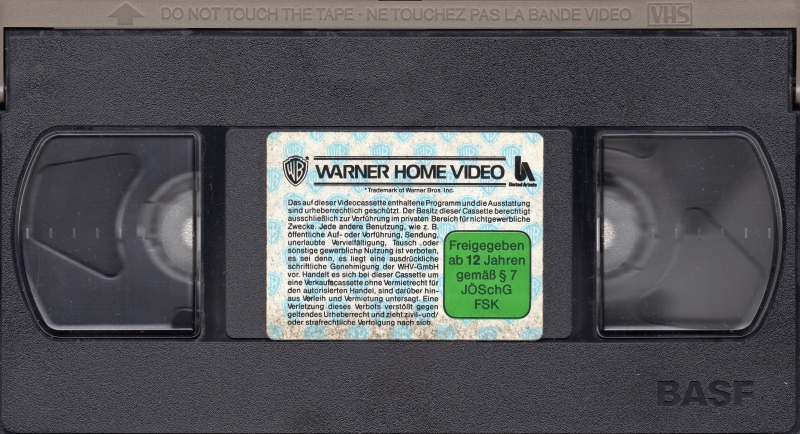 DO NOT TOUCH THE TAPE · NE TOUCHEZ PAS LA BANDE VIDEO VHS
WB WARNER HOME VIDEO United Artists
*Trademark of Warner Bros. Inc.
Das auf dieser Videocassette enthaltene Programm und die Ausstattung
sind urheberrechtlich geschützt. Der Besitz dieser Cassette berechtigt
ausschließlich zur Vorführung im privaten Bereich für nichtgewerbliche
Zwecke. Jede andere Benutzung, wie z. B.
öffentliche Auf- oder Vorführung, Sendung,
unerlaubte Vervielfältigung, Tausch oder
sonstige gewerbliche Nutzung ist verboten,
es sei denn, es liegt eine ausdrückliche
schriftliche Genehmigung der WHV-GmbH
vor. Handelt es sich bei dieser Cassette um
eine Verkaufscassette ohne Vermietrecht für
den autorisierten Handel, sind darüber hin-
aus Verleih und Vermietung untersagt. Eine
Verletzung dieses Verbots verstößt gegen
geltendes Urheberrecht und zieht zivil- und/
oder strafrechtliche Verfolgung nach sich.
Freigegeben
ab 12 Jahren
gemäß § 7
JÖSchG
FSK
BASF